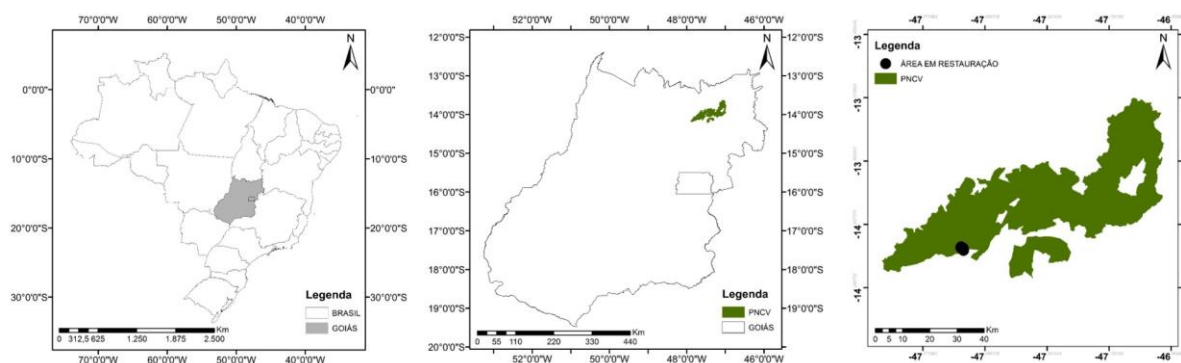 70°0'0"O 60°0'0"O 50°0'0"O 40°0'0"O
N
0°0'0" 0°0'0"
10°0'0"S 10°0'0"S
20°0'0"S 20°0'0"S
30°0'0"S 30°0'0"S
Legenda
BRASIL
GOIÁS
Km
0 312,5 625 1.250 1.875 2.500
70°0'0"O 60°0'0"O 50°0'0"O 40°0'0"O
52°0'0"O 50°0'0"O 48°0'0"O 46°0'0"O
N
12°0'0"S 12°0'0"S
13°0'0"S 13°0'0"S
14°0'0"S 14°0'0"S
15°0'0"S 15°0'0"S
16°0'0"S 16°0'0"S
17°0'0"S 17°0'0"S
18°0'0"S 18°0'0"S
19°0'0"S 19°0'0"S
20°0'0"S
Legenda
PNCV
GOIÁS
Km
0 55 110 220 330 440
52°0'0"O 50°0'0"O 48°0'0"O 46°0'0"O
-47 -47 -47 -47 -46
N
Legenda
ÁREA EM RESTAURAÇÃO
PNCV
-13 -13
-13 -13
-13 -13
-14 -14
-14 -14
Km
0 5 10 20 30 40
-47 -47 -47 -47 -46